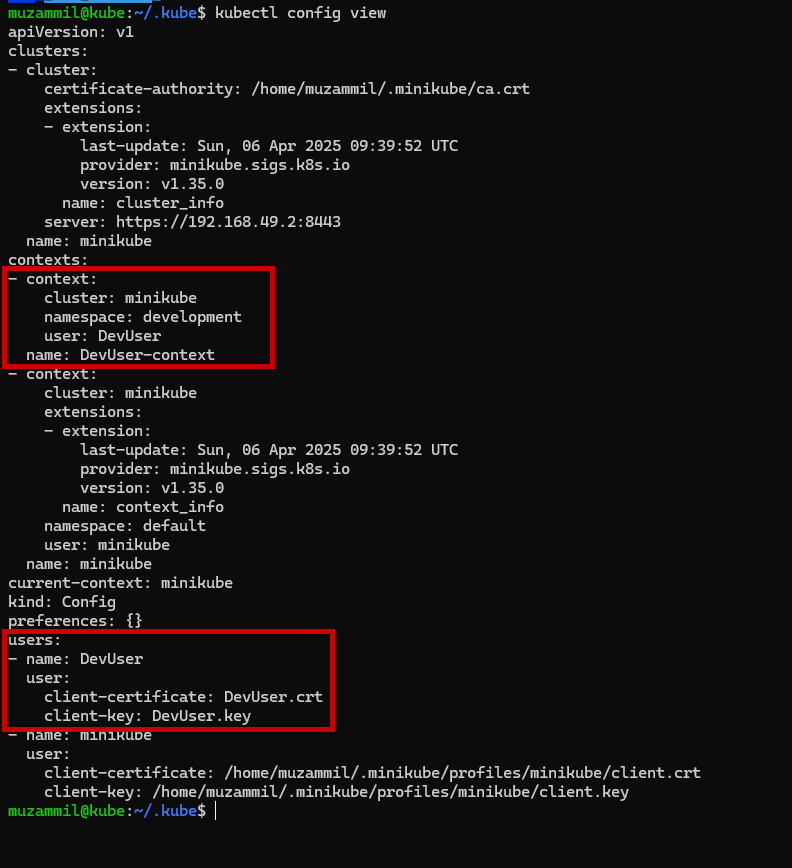 muzammil@kube:~/.kube$ kubectl config view
apiVersion: v1
clusters:
- cluster:
    certificate-authority: /home/muzammil/.minikube/ca.crt
    extensions:
    - extension:
        last-update: Sun, 06 Apr 2025 09:39:52 UTC
        provider: minikube.sigs.k8s.io
        version: v1.35.0
      name: cluster_info
    server: https://192.168.49.2:8443
  name: minikube
contexts:
- context:
    cluster: minikube
    namespace: development
    user: DevUser
  name: DevUser-context
- context:
    cluster: minikube
    extensions:
    - extension:
        last-update: Sun, 06 Apr 2025 09:39:52 UTC
        provider: minikube.sigs.k8s.io
        version: v1.35.0
      name: context_info
    namespace: default
    user: minikube
  name: minikube
current-context: minikube
kind: Config
preferences: {}
users:
- name: DevUser
  user:
    client-certificate: DevUser.crt
    client-key: DevUser.key
- name: minikube
  user:
    client-certificate: /home/muzammil/.minikube/profiles/minikube/client.crt
    client-key: /home/muzammil/.minikube/profiles/minikube/client.key
muzammil@kube:~/.kube$